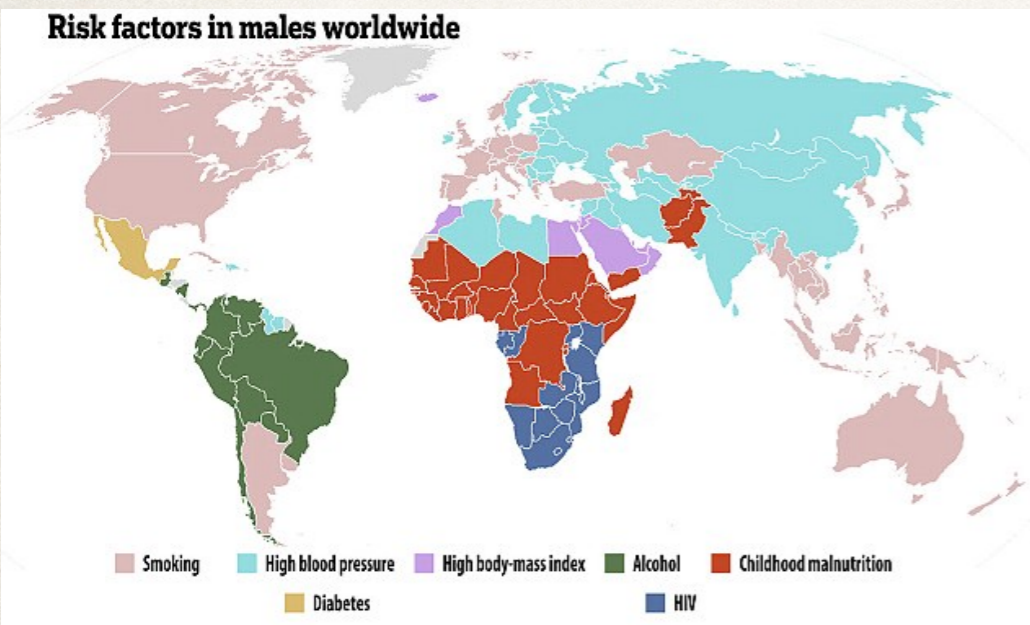 Risk factors in males worldwide
Smoking High blood pressure High body-mass index Alcohol Childhood malnutrition
Diabetes HIV